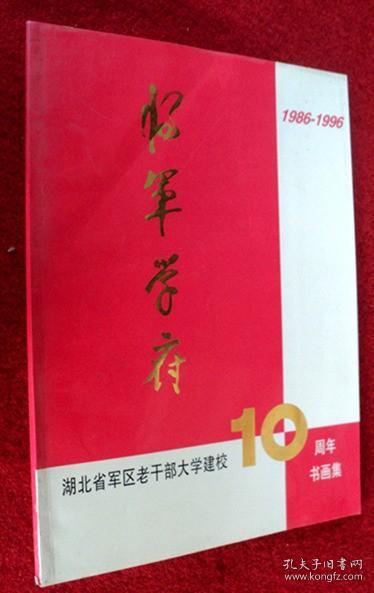 将军学府
1986-1996
湖北省军区老干部大学建校
10
周年
书画集
孔夫子旧书网
www.kongfz.com